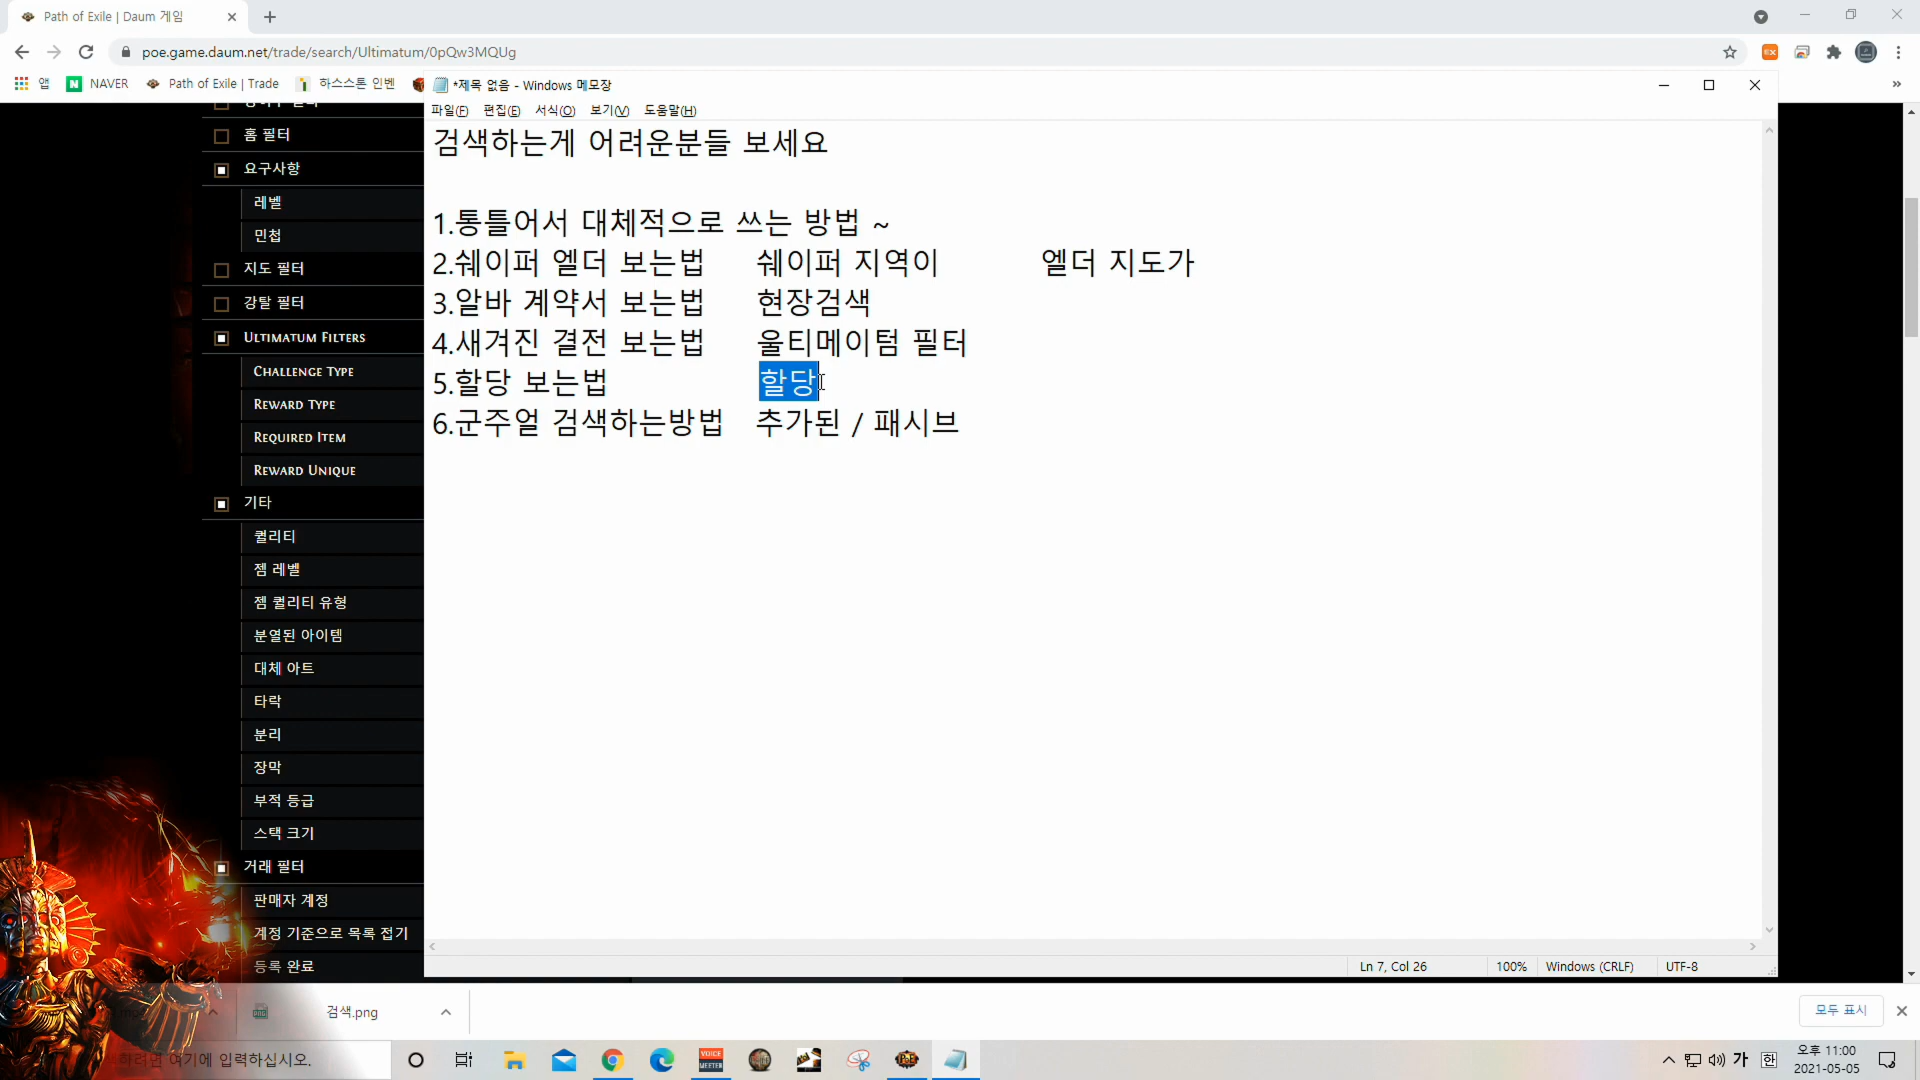 Path of Exile | Daum 게임
poe.game.daum.net/trade/search/Ultimatum/0pQw3MQUg
앱
NAVER
Path of Exile | Trade
하스스톤 인벤
*제목 없음 - Windows 메모장
파일(F) 편집(E) 서식(O) 보기(V) 도움말(H)
검색하는게 어려운분들 보세요
1.통틀어서 대체적으로 쓰는 방법 ~
2.쉐이퍼 엘더 보는법 쉐이퍼 지역이 엘더 지도가
3.알바 계약서 보는법 현장검색
4.새겨진 결전 보는법 울티메이텀 필터
5.할당 보는법 할당
6.군주얼 검색하는방법 추가된 / 패시브
홈 필터
요구사항
레벨
민첩
지도 필터
강탈 필터
ULTIMATUM FILTERS
CHALLENGE TYPE
REWARD TYPE
REQUIRED ITEM
REWARD UNIQUE
기타
퀄리티
젬 레벨
젬 퀄리티 유형
분열된 아이템
대체 아트
타락
분리
장막
부적 등급
스택 크기
거래 필터
판매자 계정
계정 기준으로 목록 접기
등록 완료
Ln 7, Col 26
100%
Windows (CRLF)
UTF-8
검색.png
모두 표시
하려면 여기에 입력하십시오.
VOICE
MEETER
가
한
오후 11:00
2021-05-05